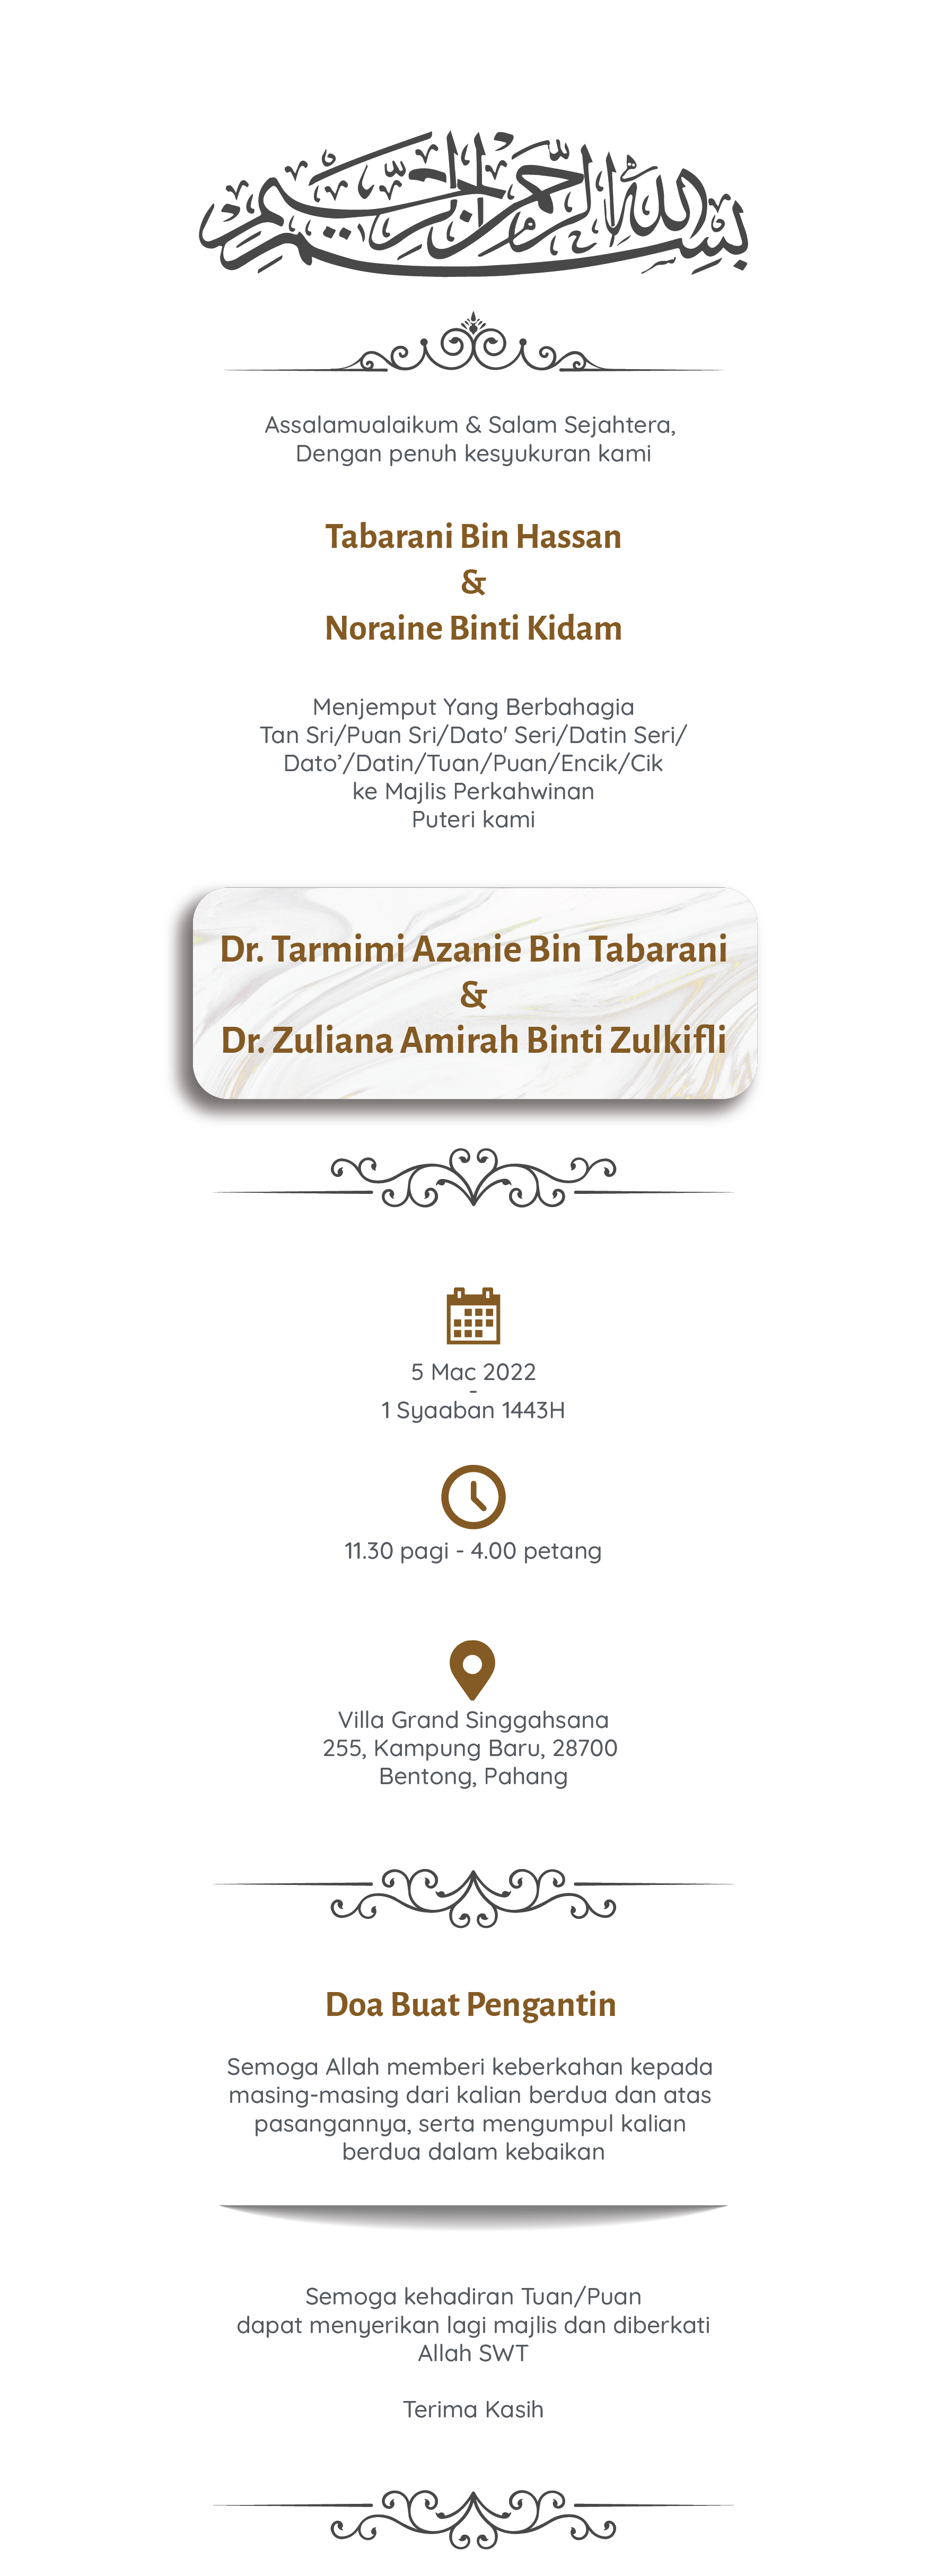 بسم الله الرحمن الرحيم
Assalamualaikum & Salam Sejahtera,
Dengan penuh kesyukuran kami
Tabarani Bin Hassan
&
Noraine Binti Kidam
Menjemput Yang Berbahagia
Tan Sri/Puan Sri/Dato' Seri/Datin Seri/
Dato’/Datin/Tuan/Puan/Encik/Cik
ke Majlis Perkahwinan
Puteri kami
Dr. Tarmimi Azanie Bin Tabarani
&
Dr. Zuliana Amirah Binti Zulkifli
5 Mac 2022
-
1 Syaaban 1443H
11.30 pagi - 4.00 petang
Villa Grand Singgahsana
255, Kampung Baru, 28700
Bentong, Pahang
Doa Buat Pengantin
Semoga Allah memberi keberkahan kepada
masing-masing dari kalian berdua dan atas
pasangannya, serta mengumpul kalian
berdua dalam kebaikan
Semoga kehadiran Tuan/Puan
dapat menyerikan lagi majlis dan diberkati
Allah SWT
Terima Kasih